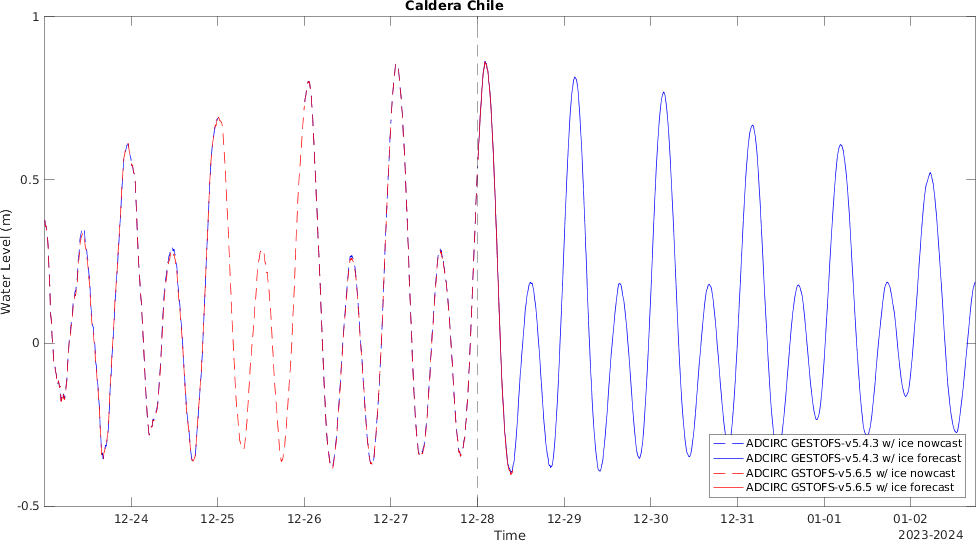 Caldera Chile
1
0.5
0
-0.5
Water Level (m)
12-24 12-25 12-26 12-27 12-28 12-29 12-30 12-31 01-01 01-02
Time
2023-2024
ADCIRC GESTOFS-v5.4.3 w/ ice nowcast
ADCIRC GESTOFS-v5.4.3 w/ ice forecast
ADCIRC GSTOFS-v5.6.5 w/ ice nowcast
ADCIRC GSTOFS-v5.6.5 w/ ice forecast